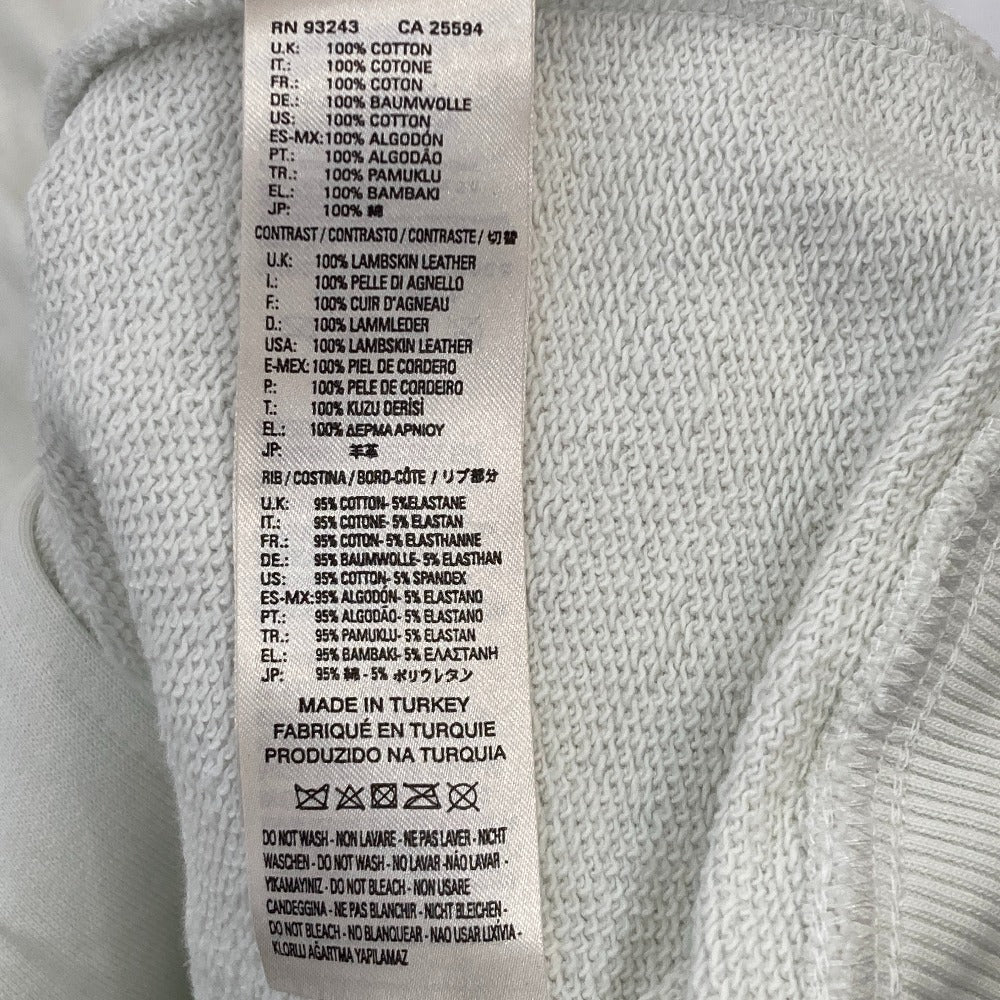 RN 93243 CA 25594
U.K: 100% COTTON
IT.: 100% COTONE
FR.: 100% COTON
DE.: 100% BAUMWOLLE
US: 100% COTTON
ES-MX: 100% ALGODÓN
PT.: 100% ALGODÃO
TR.: 100% PAMUKLU
EL.: 100% BAMBAKI
JP: 100% 綿
CONTRAST / CONTRASTO / CONTRASTE / 切替
U.K: 100% LAMBSKIN LEATHER
I.: 100% PELLE DI AGNELLO
F.: 100% CUIR D'AGNEAU
D.: 100% LAMMLEDER
USA: 100% LAMBSKIN LEATHER
E-MEX: 100% PIEL DE CORDERO
P.: 100% PELE DE CORDEIRO
T.: 100% KUZU DERİSİ
EL.: 100% ΔΕΡΜΑ ΑΡΝΙΟΥ
JP: 羊革
RIB / COSTINA / BORD-CÔTE / リブ部分
U.K: 95% COTTON- 5%ELASTANE
IT.: 95% COTONE- 5% ELASTAN
FR.: 95% COTON- 5% ELASTHANNE
DE.: 95% BAUMWOLLE- 5% ELASTHAN
US: 95% COTTON- 5% SPANDEX
ES-MX: 95% ALGODÓN- 5% ELASTANO
PT.: 95% ALGODÃO- 5% ELASTANO
TR.: 95% PAMUKLU- 5% ELASTAN
EL.: 95% BAMBAKI- 5% ΕΛΑΣΤΑΝΗ
JP: 95% 綿 - 5% ポリウレタン
MADE IN TURKEY
FABRIQUÉ EN TURQUIE
PRODUZIDO NA TURQUIA
DO NOT WASH - NON LAVARE - NE PAS LAVER - NICHT
WASCHEN - DO NOT WASH - NO LAVAR -NÃO LAVAR -
YIKAMAYINIZ - DO NOT BLEACH - NON USARE
CANDEGGINA - NE PAS BLANCHIR - NICHT BLEICHEN -
DO NOT BLEACH - NO BLANQUEAR - NAO USAR LIXÍVIA -
KLORLU AĞARTMA YAPILAMAZ